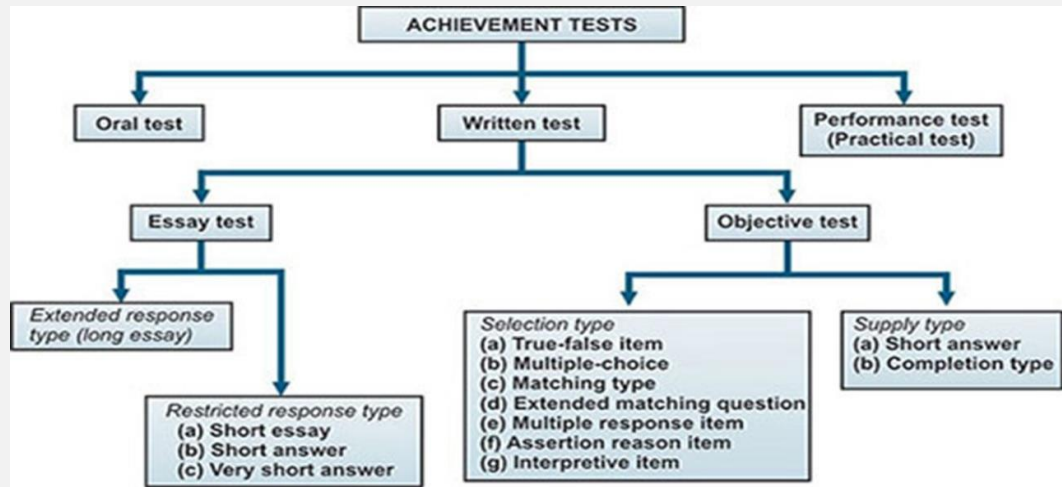 ACHIEVEMENT TESTS
Oral test
Written test
Performance test
(Practical test)
Essay test
Objective test
Extended response
type (long essay)
Restricted response type
(a) Short essay
(b) Short answer
(c) Very short answer
Selection type
(a) True-false item
(b) Multiple-choice
(c) Matching type
(d) Extended matching question
(e) Multiple response item
(f) Assertion reason item
(g) Interpretive item
Supply type
(a) Short answer
(b) Completion type